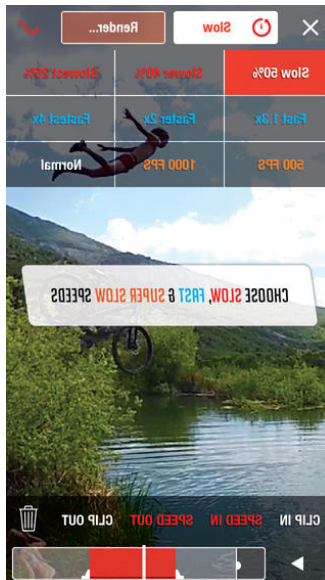 Slow Render...
Slow 50% Slower 40% Slowest 25%
Fast 1.3x Faster 2x Fastest 4x
500 FPS 1000 FPS Normal
CHOOSE SLOW, FAST & SUPER SLOW SPEEDS
CLIP IN SPEED IN SPEED OUT CLIP OUT